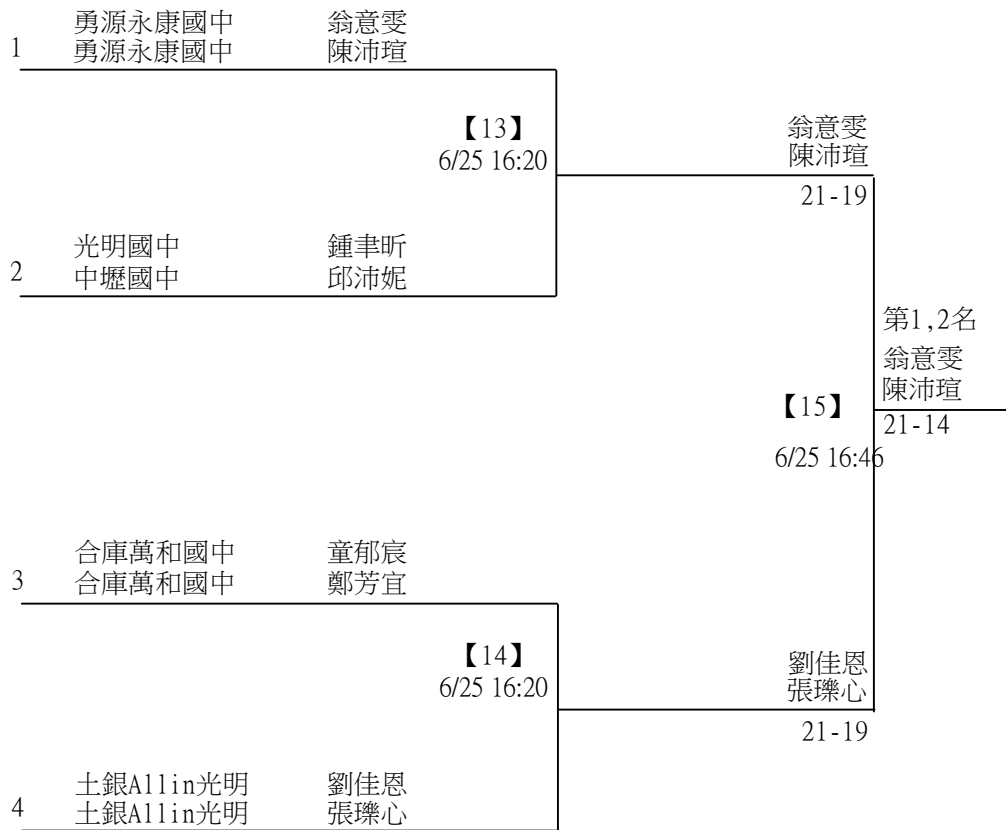 勇源永康國中 翁意雯
1 勇源永康國中 陳沛瑄
【13】
6/25 16:20
翁意雯
陳沛瑄
21-19
光明國中 鍾聿昕
2 中壢國中 邱沛妮
第1,2名
翁意雯
陳沛瑄
【15】
21-14
6/25 16:46
合庫萬和國中 童郁宸
3 合庫萬和國中 鄭芳宜
【14】
6/25 16:20
劉佳恩
張瓅心
21-19
土銀Allin光明 劉佳恩
4 土銀Allin光明 張瓅心